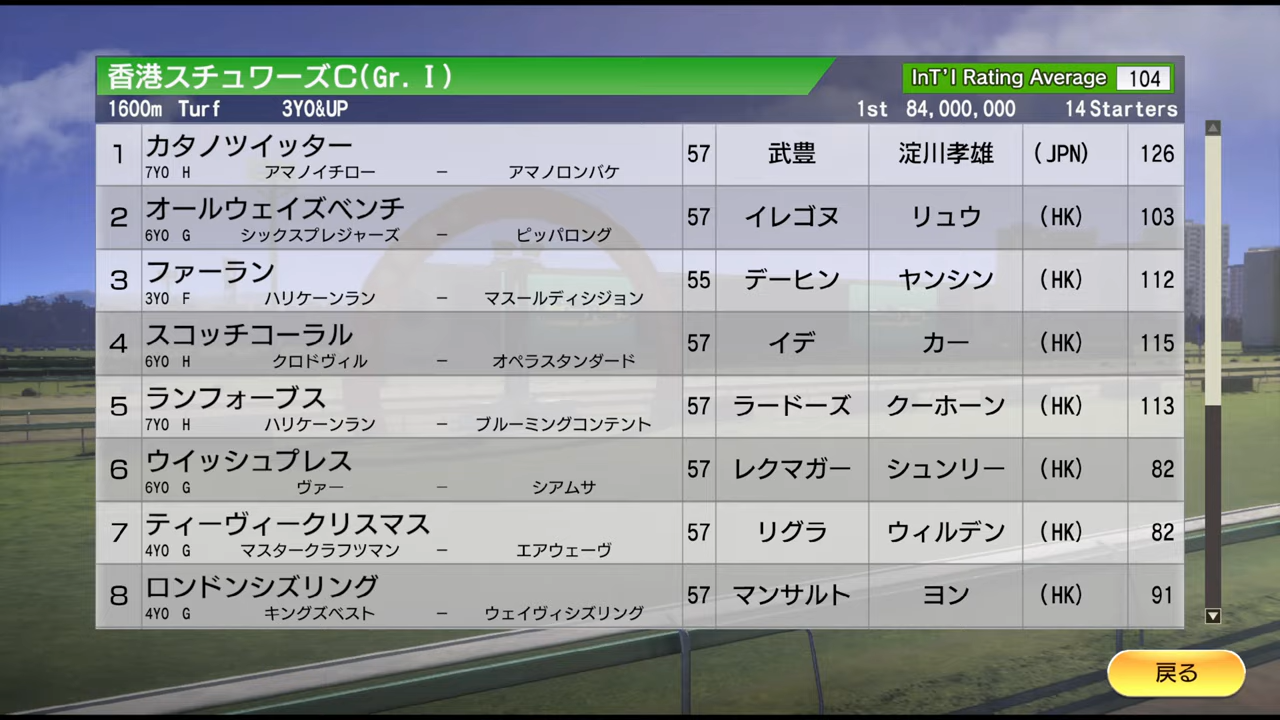 香港スチュワーズC(Gr. Ⅰ)
InT'l Rating Average 104
1600m Turf 3YO&UP 1st 84,000,000 14Starters
1 カタノツイッター 57 武豊 淀川孝雄 (JPN) 126
7YO H アマノイチロー － アマノロンバケ
2 オールウェイズベンチ 57 イレゴヌ リュウ (HK) 103
6YO G シックスプレジャーズ － ピッパロング
3 ファーラン 55 デーヒン ヤンシン (HK) 112
3YO F ハリケーンラン － マスールディシジョン
4 スコッチコーラル 57 イデ カー (HK) 115
6YO H クロドヴィル － オペラスタンダード
5 ランフォーブス 57 ラードーズ クーホーン (HK) 113
7YO H ハリケーンラン － ブルーミングコンテント
6 ウイッシュプレス 57 レクマガー シュンリー (HK) 82
6YO G ヴァー － シアムサ
7 ティーヴィークリスマス 57 リグラ ウィルデン (HK) 82
4YO G マスタークラフツマン － エアウェーヴ
8 ロンドンシズリング 57 マンサルト ヨン (HK) 91
4YO G キングズベスト － ウェイヴィシズリング
戻る